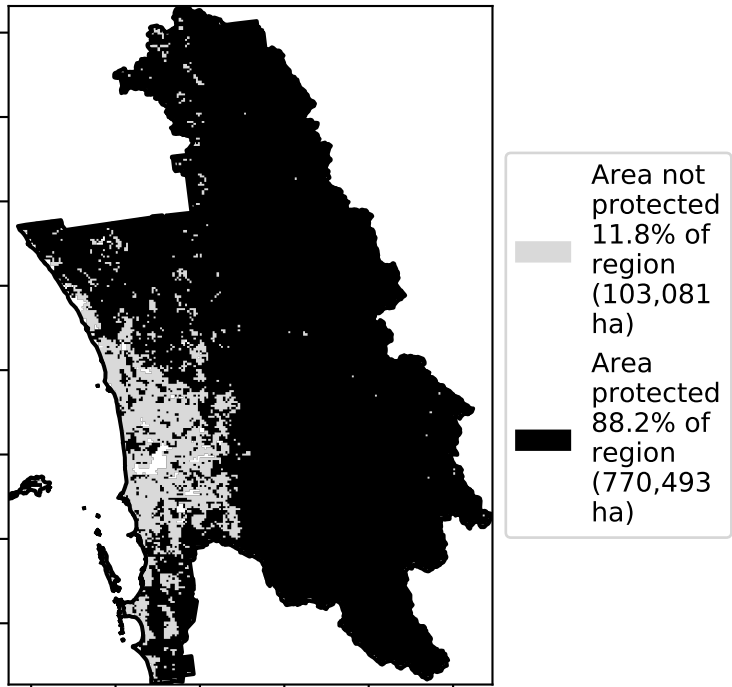 Area not
protected
11.8% of
region
(103,081
ha)
Area
protected
88.2% of
region
(770,493
ha)